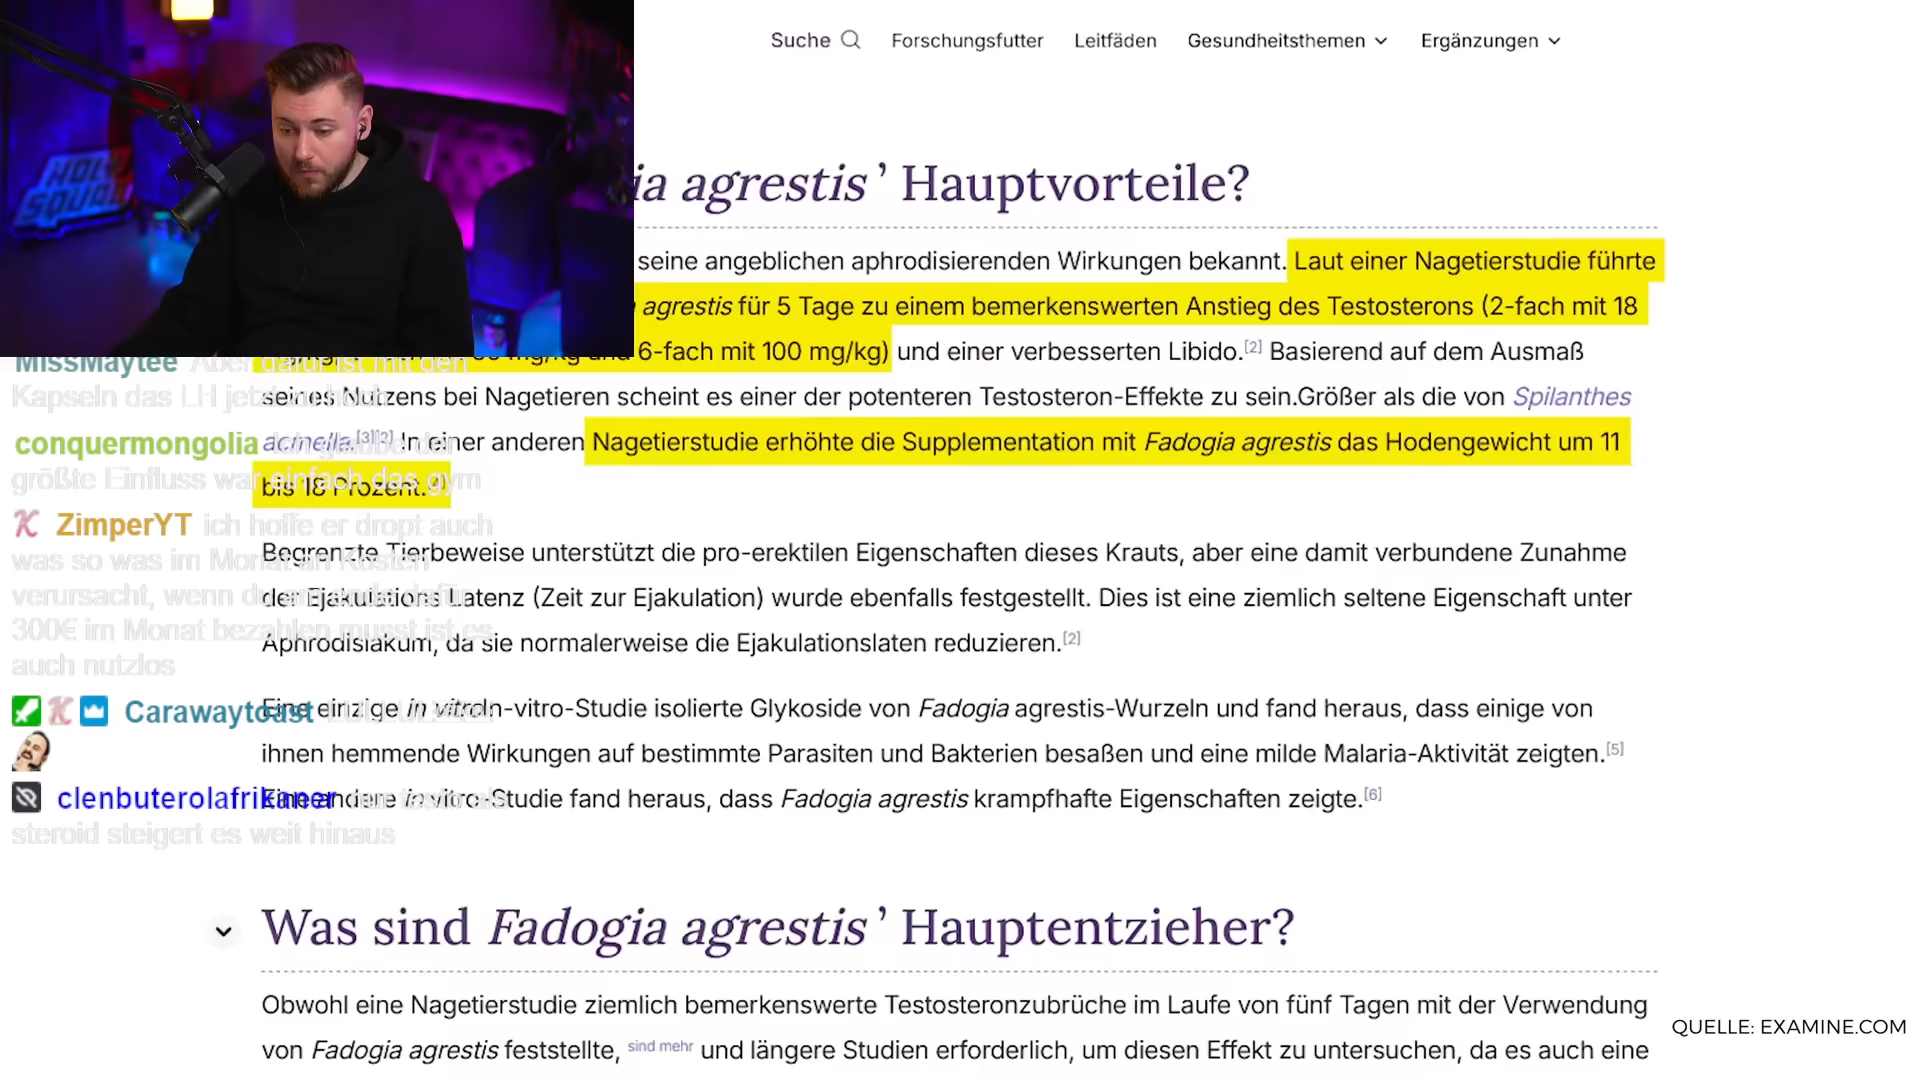 Suche
Forschungsfutter
Leitfäden
Gesundheitsthemen
Ergänzungen
HOLY
SQUAD
ia agrestis ’ Hauptvorteile?
seine angeblichen aphrodisierenden Wirkungen bekannt. Laut einer Nagetierstudie führte
agrestis für 5 Tage zu einem bemerkenswerten Anstieg des Testosterons (2-fach mit 18
mg/kg und 6-fach mit 100 mg/kg) und einer verbesserten Libido.[2] Basierend auf dem Ausmaß
seines Nutzens bei Nagetieren scheint es einer der potenteren Testosteron-Effekte zu sein.Größer als die von Spilanthes
acmella.[3][2] In einer anderen Nagetierstudie erhöhte die Supplementation mit Fadogia agrestis das Hodengewicht um 11
bis 18 Prozent.
Begrenzte Tierbeweise unterstützt die pro-erektilen Eigenschaften dieses Krauts, aber eine damit verbundene Zunahme
der Ejakulations Latenz (Zeit zur Ejakulation) wurde ebenfalls festgestellt. Dies ist eine ziemlich seltene Eigenschaft unter
Aphrodisiakum, da sie normalerweise die Ejakulationslaten reduzieren.[2]
Eine einzige in vitroIn-vitro-Studie isolierte Glykoside von Fadogia agrestis-Wurzeln und fand heraus, dass einige von
ihnen hemmende Wirkungen auf bestimmte Parasiten und Bakterien besaßen und eine milde Malaria-Aktivität zeigten.[5]
Eine andere in vitro-Studie fand heraus, dass Fadogia agrestis krampfhafte Eigenschaften zeigte.[6]
Was sind Fadogia agrestis ’ Hauptentzieher?
Obwohl eine Nagetierstudie ziemlich bemerkenswerte Testosteronzubrüche im Laufe von fünf Tagen mit der Verwendung
von Fadogia agrestis feststellte, sind mehr und längere Studien erforderlich, um diesen Effekt zu untersuchen, da es auch eine
MissMaytee Aber dafür ist mit den
Kapseln das LH jetzt
conquermongolia
größte Einfluss war einfach das gym
ZimperYT ich hoffe er dropt auch
was so was im Monat an Kosten
verursacht, wenn du
300€ im Monat bezahlen musst ist es
auch nutzlos
Carawaytoast
clenbuterolafrikaner
steroid steigert es weit hinaus
QUELLE: EXAMINE.COM